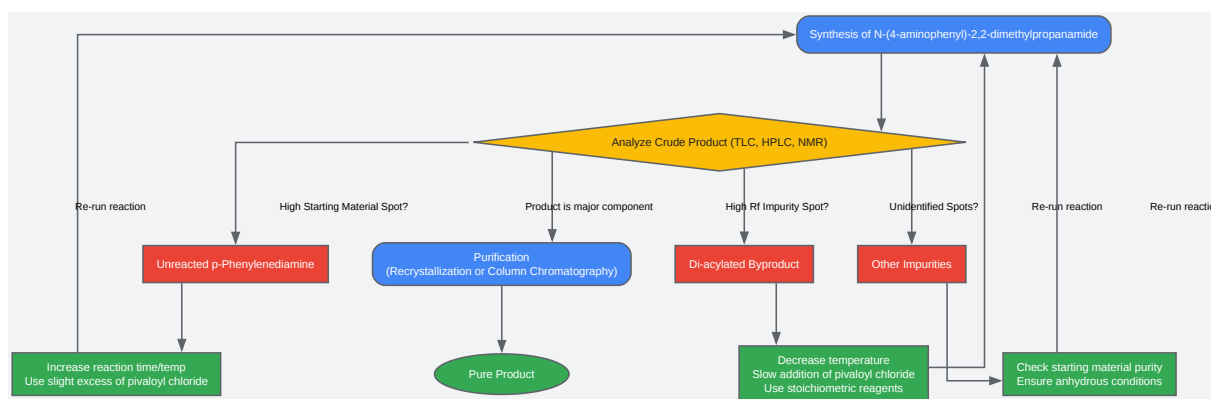 Synthesis of N-(4-aminophenyl)-2,2-dimethylpropanamide
Analyze Crude Product (TLC, HPLC, NMR)
Re-run reaction
High Starting Material Spot?
Product is major component
High Rf Impurity Spot?
Unidentified Spots?
Re-run reaction
Re-run
Unreacted p-Phenylenediamine
Purification
(Recrystallization or Column Chromatography)
Di-acylated Byproduct
Other Impurities
Increase reaction time/temp
Use slight excess of pivaloyl chloride
Pure Product
Decrease temperature
Slow addition of pivaloyl chloride
Use stoichiometric reagents
Check starting material purity
Ensure anhydrous conditions